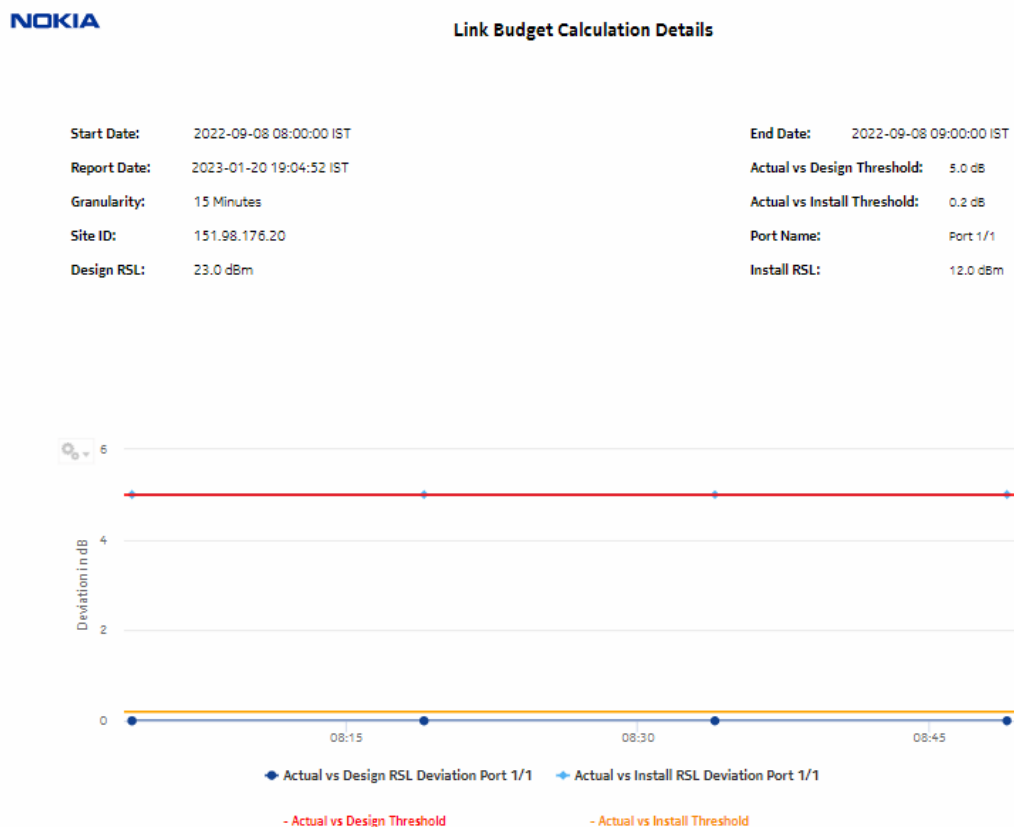 NOKIA
Link Budget Calculation Details
Start Date: 2022-09-08 08:00:00 IST End Date: 2022-09-08 09:00:00 IST
Report Date: 2023-01-20 19:04:52 IST Actual vs Design Threshold: 5.0 dB
Granularity: 15 Minutes Actual vs Install Threshold: 0.2 dB
Site ID: 151.98.176.20 Port Name: Port 1/1
Design RSL: 23.0 dBm Install RSL: 12.0 dBm
6
4
Deviation in dB
2
0
08:15 08:30 08:45
Actual vs Design RSL Deviation Port 1/1 Actual vs Install RSL Deviation Port 1/1
- Actual vs Design Threshold - Actual vs Install Threshold